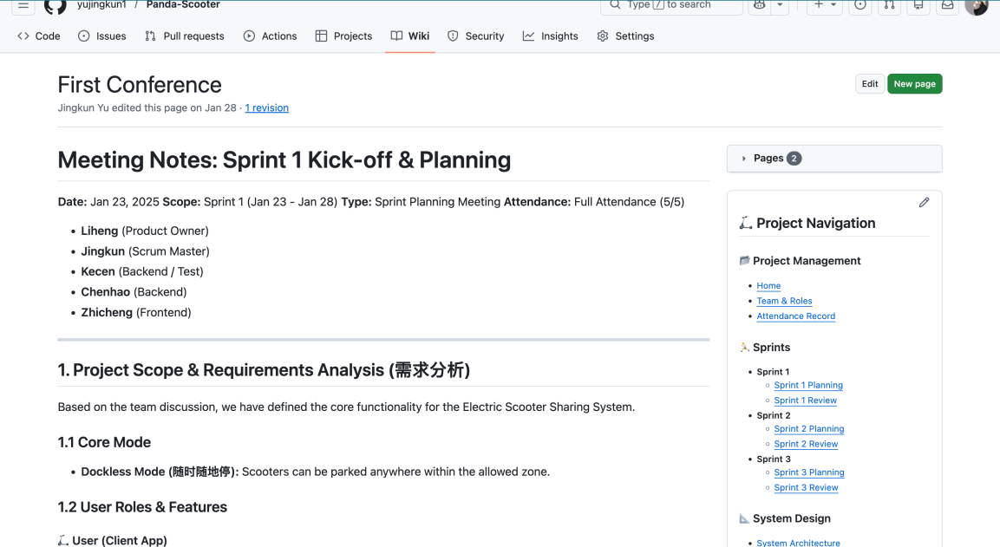 yujingkun1 / Panda-Scooter
Type / to search
Code Issues Pull requests Actions Projects Wiki Security Insights Settings
First Conference
Edit New page
Jingkun Yu edited this page on Jan 28 · 1 revision
Meeting Notes: Sprint 1 Kick-off & Planning
Date: Jan 23, 2025 Scope: Sprint 1 (Jan 23 - Jan 28) Type: Sprint Planning Meeting Attendance: Full Attendance (5/5)
• Liheng (Product Owner)
• Jingkun (Scrum Master)
• Kecen (Backend / Test)
• Chenhao (Backend)
• Zhicheng (Frontend)
1. Project Scope & Requirements Analysis (需求分析)
Based on the team discussion, we have defined the core functionality for the Electric Scooter Sharing System.
1.1 Core Mode
• Dockless Mode (随时随地停): Scooters can be parked anywhere within the allowed zone.
1.2 User Roles & Features
🛴 User (Client App)
Pages 2
🛴 Project Navigation
📂 Project Management
• Home
• Team & Roles
• Attendance Record
🏃 Sprints
• Sprint 1
◦ Sprint 1 Planning
◦ Sprint 1 Review
• Sprint 2
◦ Sprint 2 Planning
◦ Sprint 2 Review
• Sprint 3
◦ Sprint 3 Planning
◦ Sprint 3 Review
📐 System Design
• System Architecture